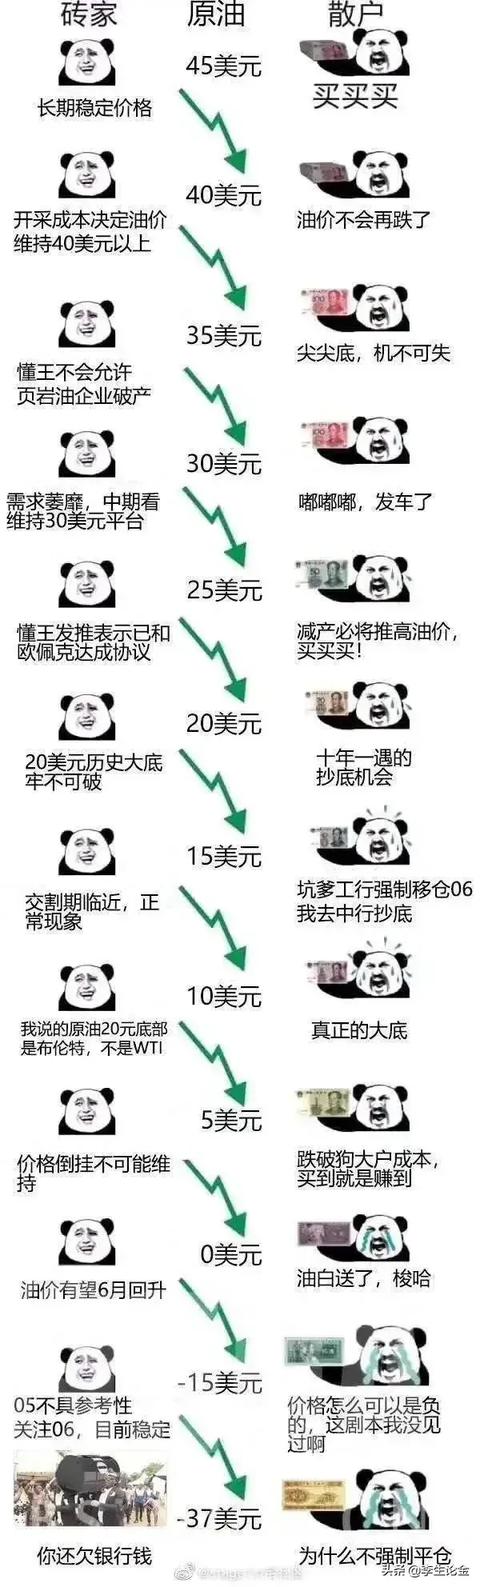 砖家 原油 散户
45美元
长期稳定价格
买买买
40美元
开采成本决定油价
维持40美元以上
油价不会再跌了
35美元
懂王不会允许
页岩油企业破产
尖尖底，机不可失
30美元
需求萎靡，中期看
维持30美元平台
嘟嘟嘟，发车了
25美元
懂王发推表示已和
欧佩克达成协议
减产必将推高油价，
买买买！
20美元
20美元历史大底
牢不可破
十年一遇的
抄底机会
15美元
交割期临近，正
常现象
坑爹工行强制移仓06
我去中行抄底
10美元
我说的原油20元底部
是布伦特，不是WTI
真正的大底
5美元
价格倒挂不可能维
持
跌破狗大户成本，
买到就是赚到
0美元
油价有望6月回升
油白送了，梭哈
-15美元
05不具参考性
关注06，目前稳定
价格怎么可以是负
的，这剧本我没见
过啊
-37美元
你还欠银行钱
为什么不强制平仓
头条@李生论金